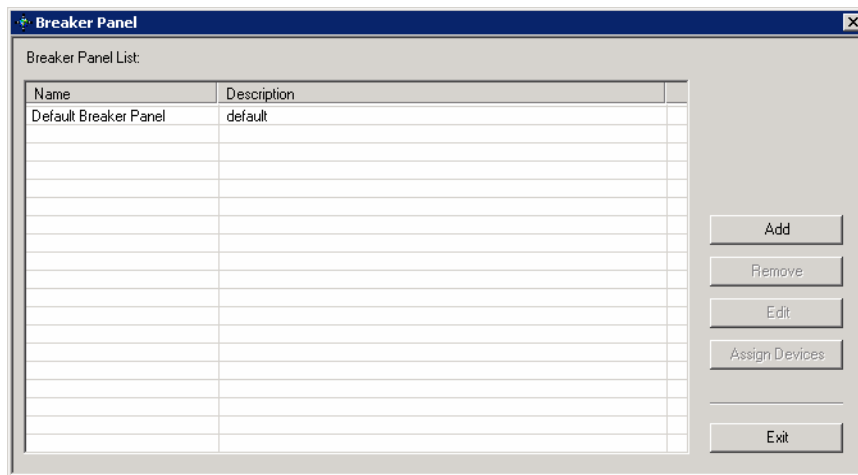 Breaker Panel
Breaker Panel List:
Name Description
Default Breaker Panel default
Add
Remove
Edit
Assign Devices
Exit